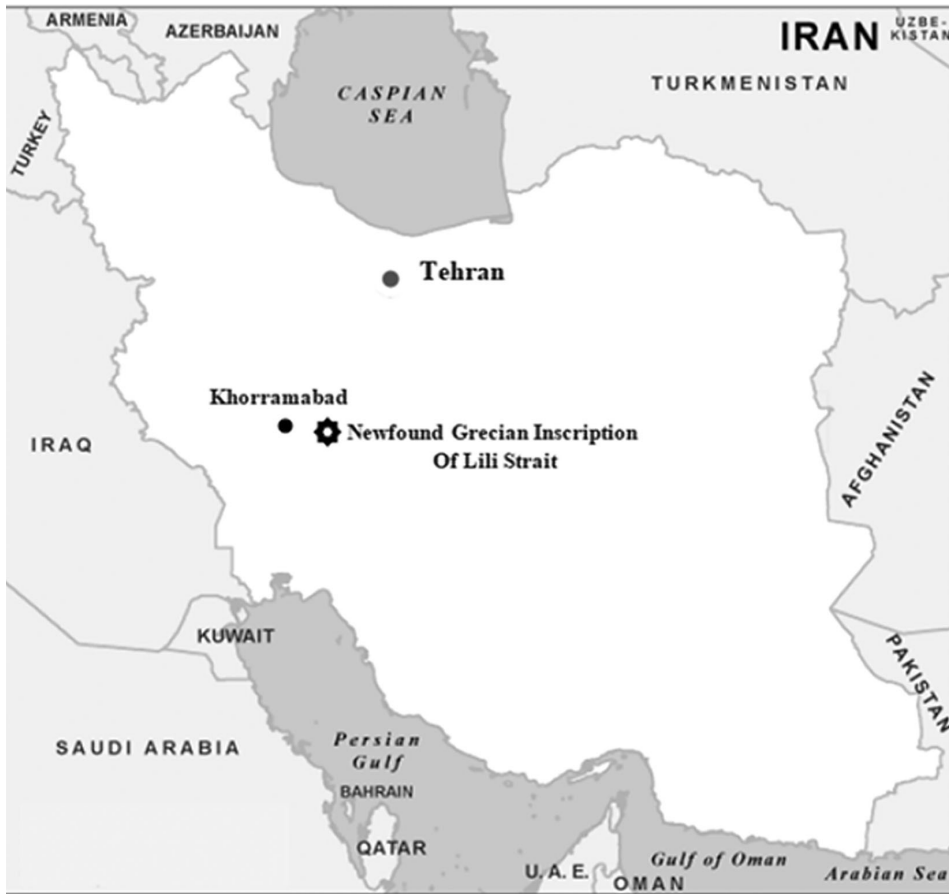 ARMENIA
AZERBAIJAN
IRAN
UZBE-
KISTAN
TURKMENISTAN
CASPIAN
SEA
TURKEY
Tehran
Khorramabad
Newfound Grecian Inscription
Of Lili Strait
IRAQ
AFGHANISTAN
KUWAIT
PAKISTAN
SAUDI ARABIA
Persian
Gulf
BAHRAIN
QATAR
U. A. E.
OMAN
Gulf of Oman
Arabian Sea